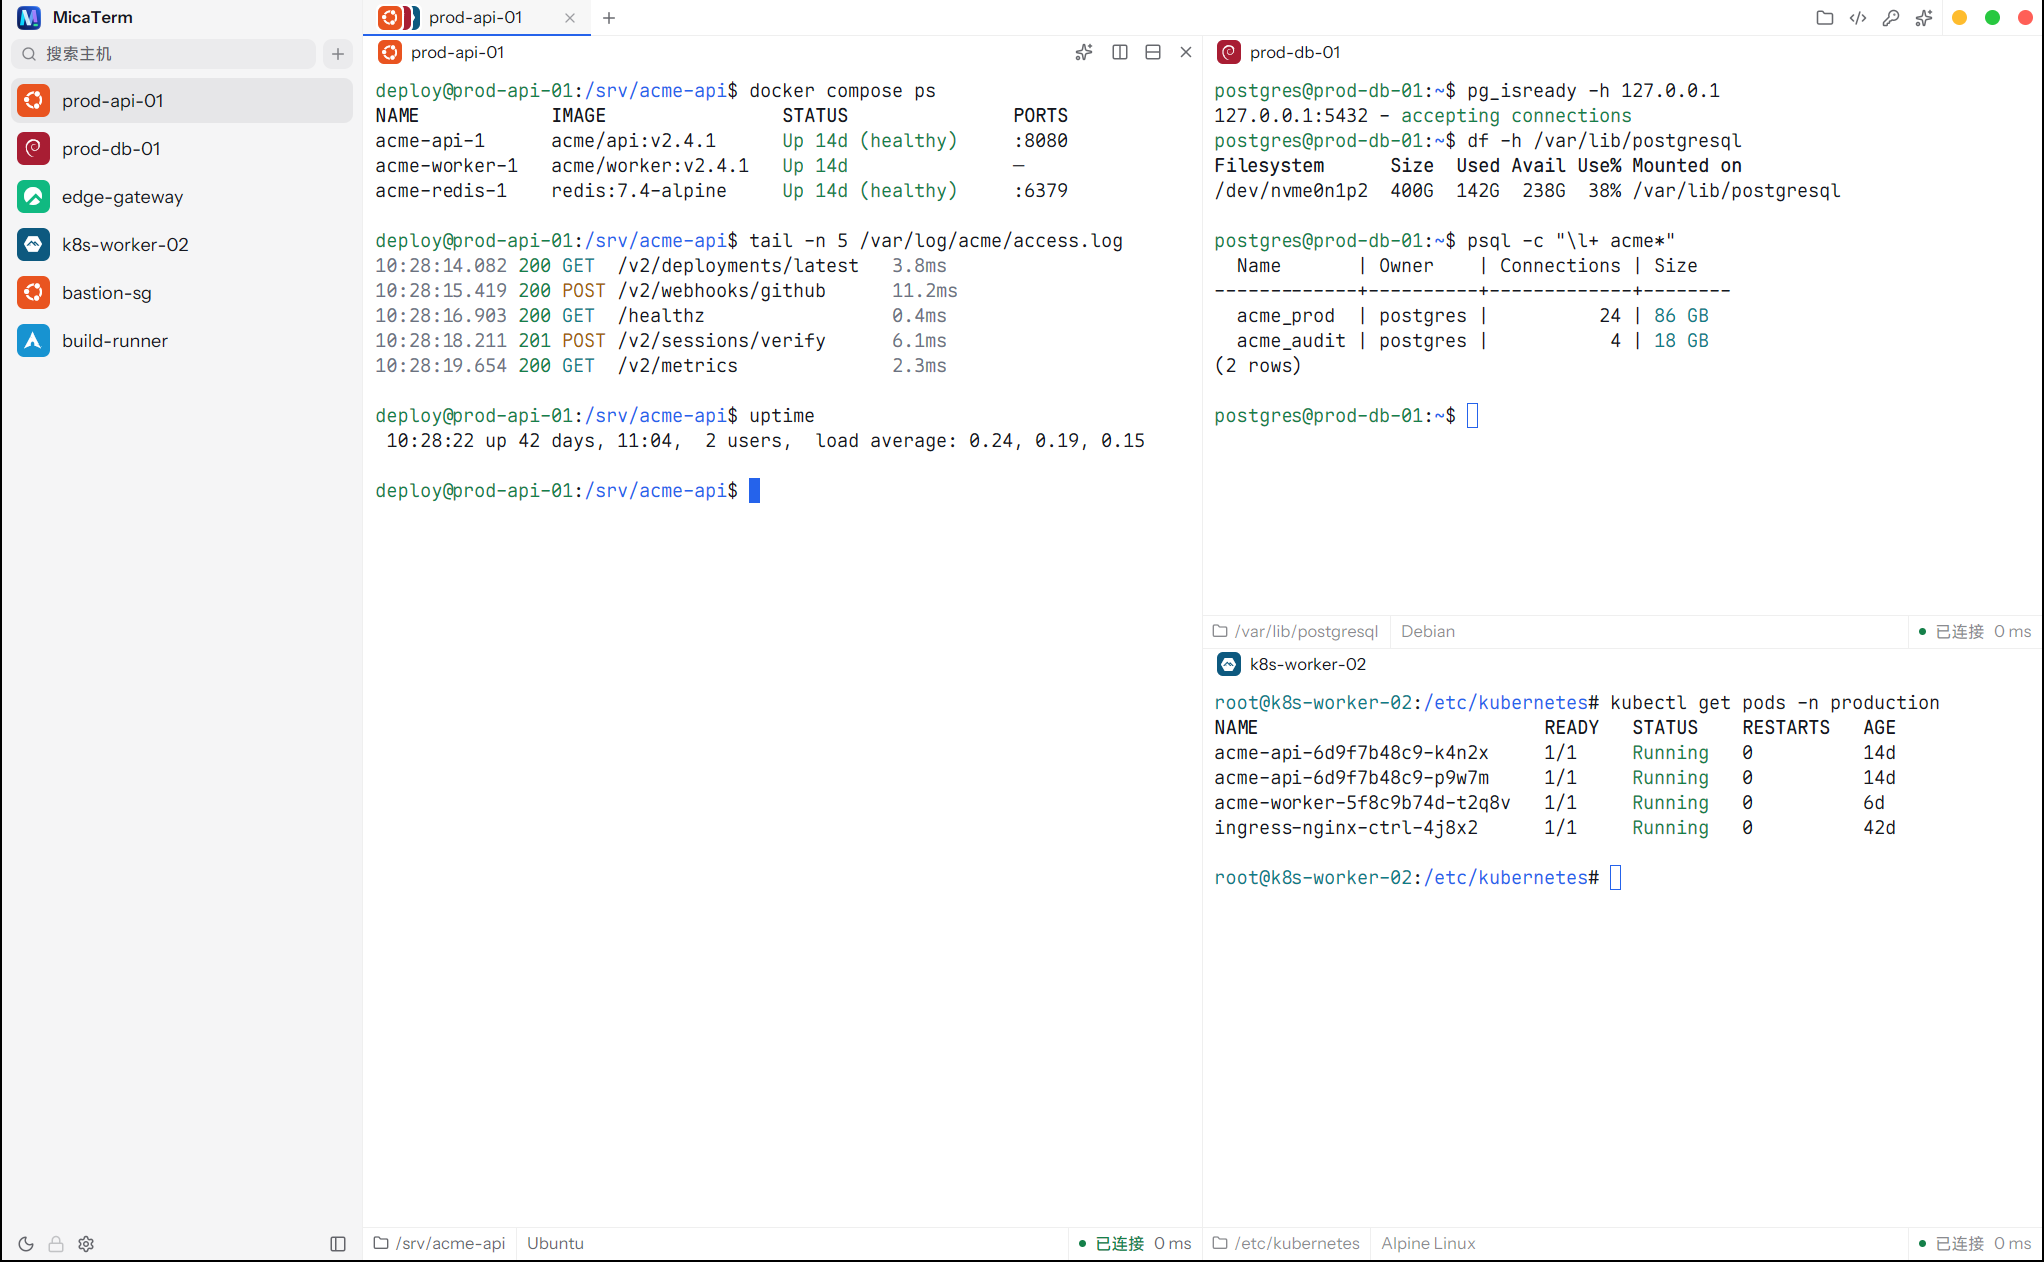 MicaTerm
搜索主机
prod-api-01
prod-db-01
edge-gateway
k8s-worker-02
bastion-sg
build-runner
prod-api-01
prod-api-01
deploy@prod-api-01:/srv/acme-api$ docker compose ps
NAME IMAGE STATUS PORTS
acme-api-1 acme/api:v2.4.1 Up 14d (healthy) :8080
acme-worker-1 acme/worker:v2.4.1 Up 14d —
acme-redis-1 redis:7.4-alpine Up 14d (healthy) :6379
deploy@prod-api-01:/srv/acme-api$ tail -n 5 /var/log/acme/access.log
10:28:14.082 200 GET /v2/deployments/latest 3.8ms
10:28:15.419 200 POST /v2/webhooks/github 11.2ms
10:28:16.903 200 GET /healthz 0.4ms
10:28:18.211 201 POST /v2/sessions/verify 6.1ms
10:28:19.654 200 GET /v2/metrics 2.3ms
deploy@prod-api-01:/srv/acme-api$ uptime
10:28:22 up 42 days, 11:04, 2 users, load average: 0.24, 0.19, 0.15
deploy@prod-api-01:/srv/acme-api$
/srv/acme-api Ubuntu 已连接 0 ms
prod-db-01
postgres@prod-db-01:~$ pg_isready -h 127.0.0.1
127.0.0.1:5432 - accepting connections
postgres@prod-db-01:~$ df -h /var/lib/postgresql
Filesystem Size Used Avail Use% Mounted on
/dev/nvme0n1p2 400G 142G 238G 38% /var/lib/postgresql
postgres@prod-db-01:~$ psql -c "\l+ acme*"
Name | Owner | Connections | Size
-------------+----------+-------------+--------
acme_prod | postgres | 24 | 86 GB
acme_audit | postgres | 4 | 18 GB
(2 rows)
postgres@prod-db-01:~$
/var/lib/postgresql Debian 已连接 0 ms
k8s-worker-02
root@k8s-worker-02:/etc/kubernetes# kubectl get pods -n production
NAME READY STATUS RESTARTS AGE
acme-api-6d9f7b48c9-k4n2x 1/1 Running 0 14d
acme-api-6d9f7b48c9-p9w7m 1/1 Running 0 14d
acme-worker-5f8c9b74d-t2q8v 1/1 Running 0 6d
ingress-nginx-ctrl-4j8x2 1/1 Running 0 42d
root@k8s-worker-02:/etc/kubernetes#
/etc/kubernetes Alpine Linux 已连接 0 ms